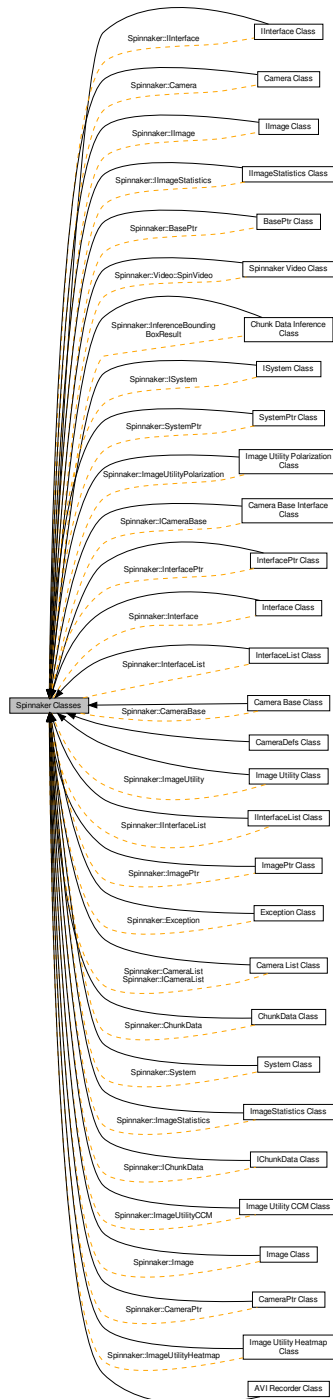 IInterface Class
Spinnaker::IInterface
Camera Class
Spinnaker::Camera
IImage Class
Spinnaker::IImage
IImageStatistics Class
Spinnaker::IImageStatistics
BasePtr Class
Spinnaker::BasePtr
Spinnaker Video Class
Spinnaker::Video::SpinVideo
Chunk Data Inference
Class
Spinnaker::InferenceBounding
BoxResult
ISystem Class
Spinnaker::ISystem
SystemPtr Class
Spinnaker::SystemPtr
Image Utility Polarization
Class
Spinnaker::ImageUtilityPolarization
Camera Base Interface
Class
Spinnaker::ICameraBase
InterfacePtr Class
Spinnaker::InterfacePtr
Interface Class
Spinnaker::Interface
InterfaceList Class
Spinnaker::InterfaceList
Camera Base Class
Spinnaker Classes
Spinnaker::CameraBase
CameraDefs Class
Image Utility Class
Spinnaker::ImageUtility
IInterfaceList Class
Spinnaker::IInterfaceList
ImagePtr Class
Spinnaker::ImagePtr
Exception Class
Spinnaker::Exception
Camera List Class
Spinnaker::CameraList
Spinnaker::ICameraList
ChunkData Class
Spinnaker::ChunkData
System Class
Spinnaker::System
ImageStatistics Class
Spinnaker::ImageStatistics
IChunkData Class
Spinnaker::IChunkData
Image Utility CCM Class
Spinnaker::ImageUtilityCCM
Image Class
Spinnaker::Image
CameraPtr Class
Spinnaker::CameraPtr
Image Utility Heatmap
Class
Spinnaker::ImageUtilityHeatmap
AVI Recorder Class